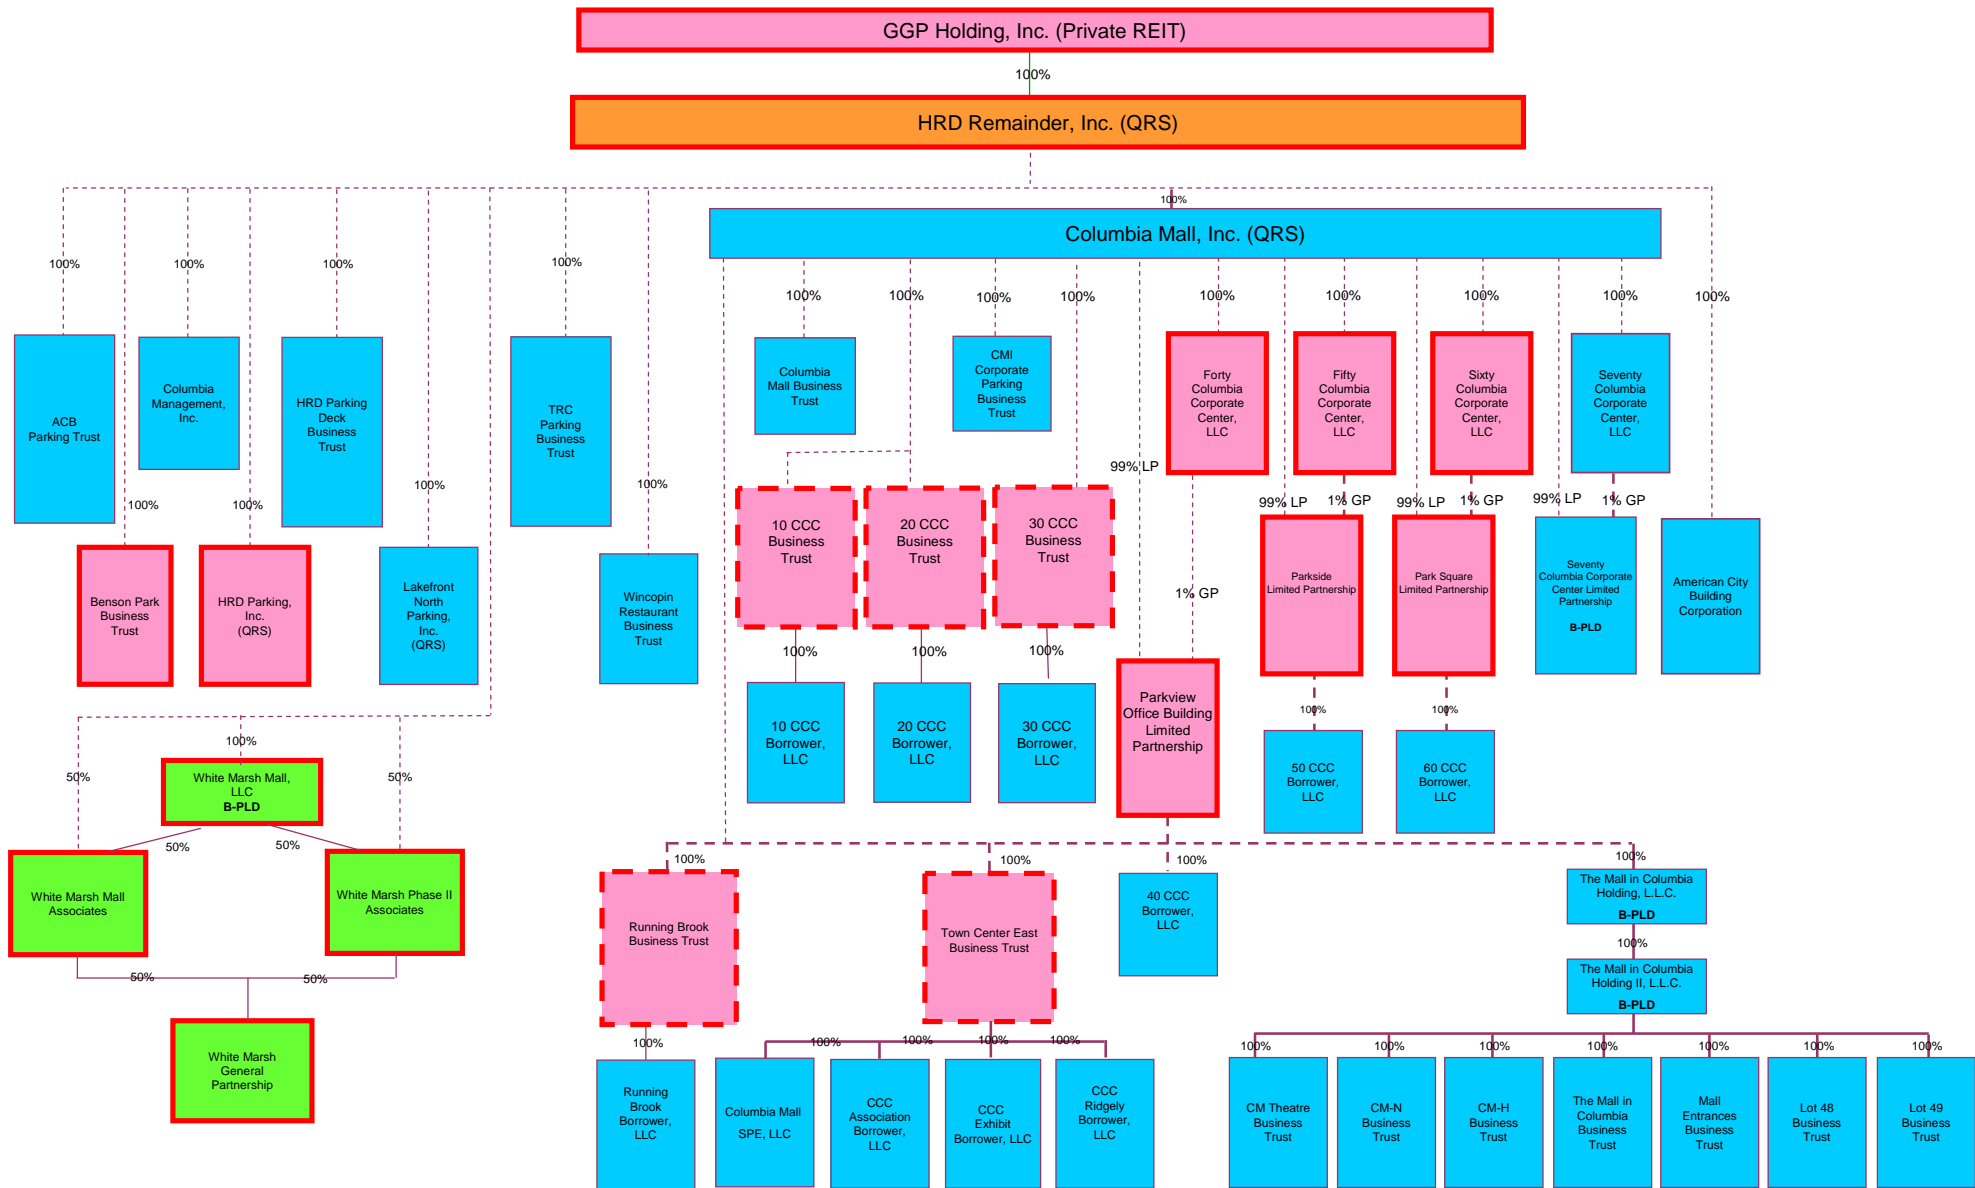 GGP Holding, Inc. (Private REIT)
100%
HRD Remainder, Inc. (QRS)
100%
Columbia Mall, Inc. (QRS)
100%
100%
100%
100%
100%
100%
100%
100%
100%
100%
100%
100%
100%
100%
ACB
Parking Trust
Columbia
Management,
Inc.
HRD Parking
Deck
Business
Trust
TRC
Parking
Business
Trust
Columbia
Mall Business
Trust
CMI
Corporate
Parking
Business
Trust
Forty
Columbia
Corporate
Center,
LLC
Fifty
Columbia
Corporate
Center,
LLC
Sixty
Columbia
Corporate
Center,
LLC
Seventy
Columbia
Corporate
Center,
LLC
99% LP
100%
100%
100%
100%
99% LP
1% GP
99% LP
1% GP
99% LP
1% GP
Benson Park
Business
Trust
HRD Parking,
Inc.
(QRS)
Lakefront
North
Parking,
Inc.
(QRS)
Wincopin
Restaurant
Business
Trust
10 CCC
Business
Trust
20 CCC
Business
Trust
30 CCC
Business
Trust
1% GP
Parkside
Limited Partnership
Park Square
Limited Partnership
Seventy
Columbia Corporate
Center Limited
Partnership
B-PLD
American City
Building
Corporation
100%
100%
100%
10 CCC
Borrower,
LLC
20 CCC
Borrower,
LLC
30 CCC
Borrower,
LLC
Parkview
Office Building
Limited
Partnership
100%
100%
50 CCC
Borrower,
LLC
60 CCC
Borrower,
LLC
100%
50%
50%
White Marsh Mall,
LLC
B-PLD
50%
50%
White Marsh Mall
Associates
White Marsh Phase II
Associates
50%
50%
White Marsh
General
Partnership
100%
100%
100%
100%
Running Brook
Business Trust
Town Center East
Business Trust
40 CCC
Borrower,
LLC
The Mall in Columbia
Holding, L.L.C.
B-PLD
100%
The Mall in Columbia
Holding II, L.L.C.
B-PLD
100%
100%
100%
100%
100%
100%
100%
100%
100%
100%
100%
100%
Running
Brook
Borrower,
LLC
Columbia Mall
SPE, LLC
CCC
Association
Borrower,
LLC
CCC
Exhibit
Borrower, LLC
CCC
Ridgely
Borrower,
LLC
CM Theatre
Business
Trust
CM-N
Business
Trust
CM-H
Business
Trust
The Mall in
Columbia
Business
Trust
Mall
Entrances
Business
Trust
Lot 48
Business
Trust
Lot 49
Business
Trust